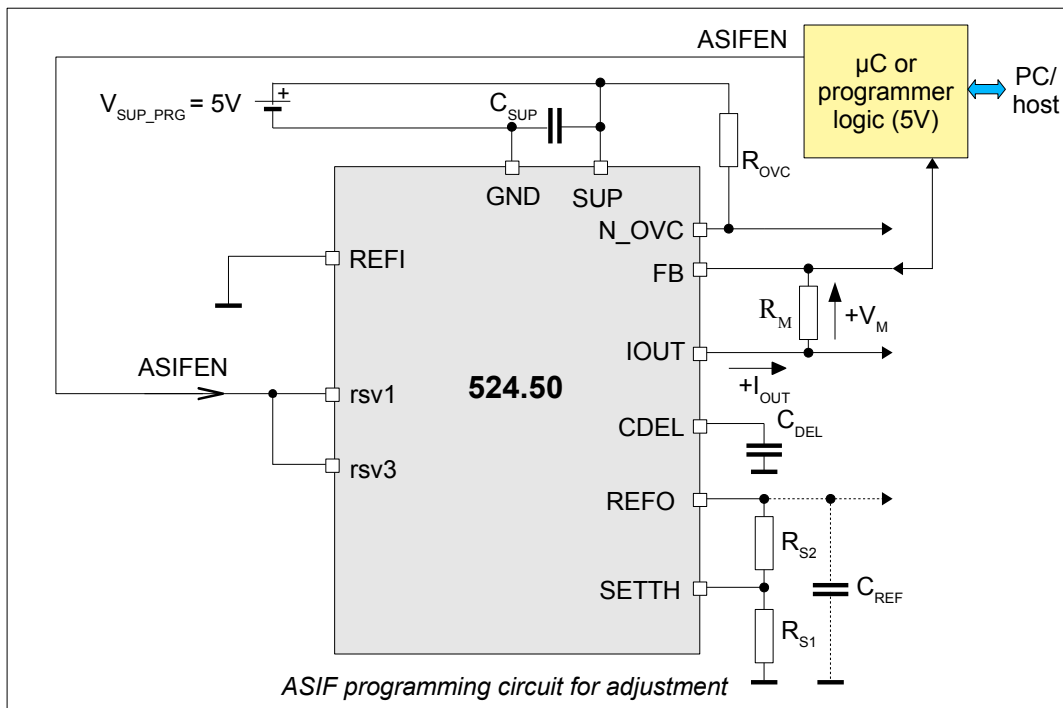 ASIFEN
µC or
programmer
logic (5V)
PC/
host
V_SUP_PRG = 5V
+
C_SUP
R_OVC
GND
SUP
N_OVC
REFI
FB
R_M
+V_M
IOUT
ASIFEN
524.50
+I_OUT
rsv1
CDEL
C_DEL
rsv3
REFO
R_S2
SETTH
C_REF
R_S1
ASIF programming circuit for adjustment